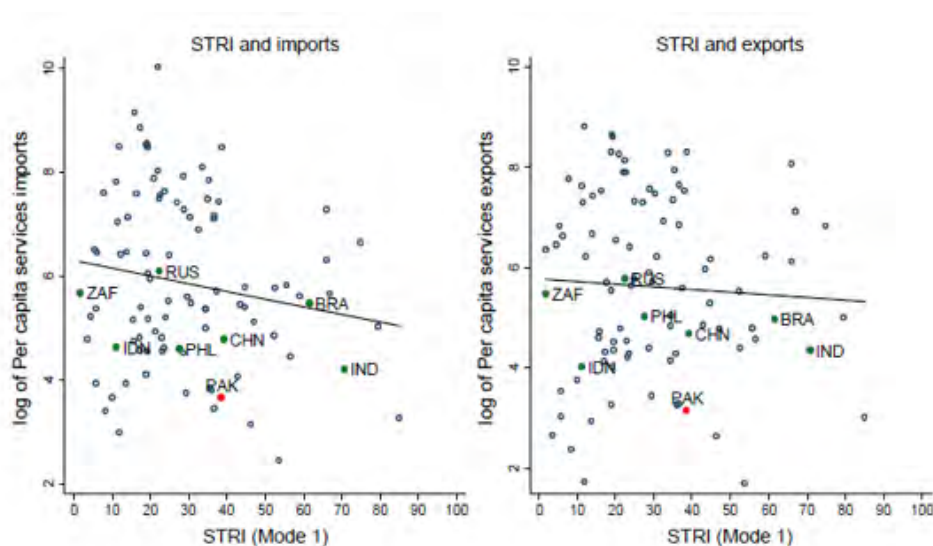 STRI and imports
log of Per capita services imports
10
8
6
4
2
ZAF
RUS
BRA
IDN
PHL
CHN
IND
PAK
0 10 20 30 40 50 60 70 80 90 100
STRI (Mode 1)
STRI and exports
log of Per capita services exports
10
8
6
4
2
ZAF
RUS
PHL
BRA
CHN
IND
IDN
PAK
0 10 20 30 40 50 60 70 80 90 100
STRI (Mode 1)